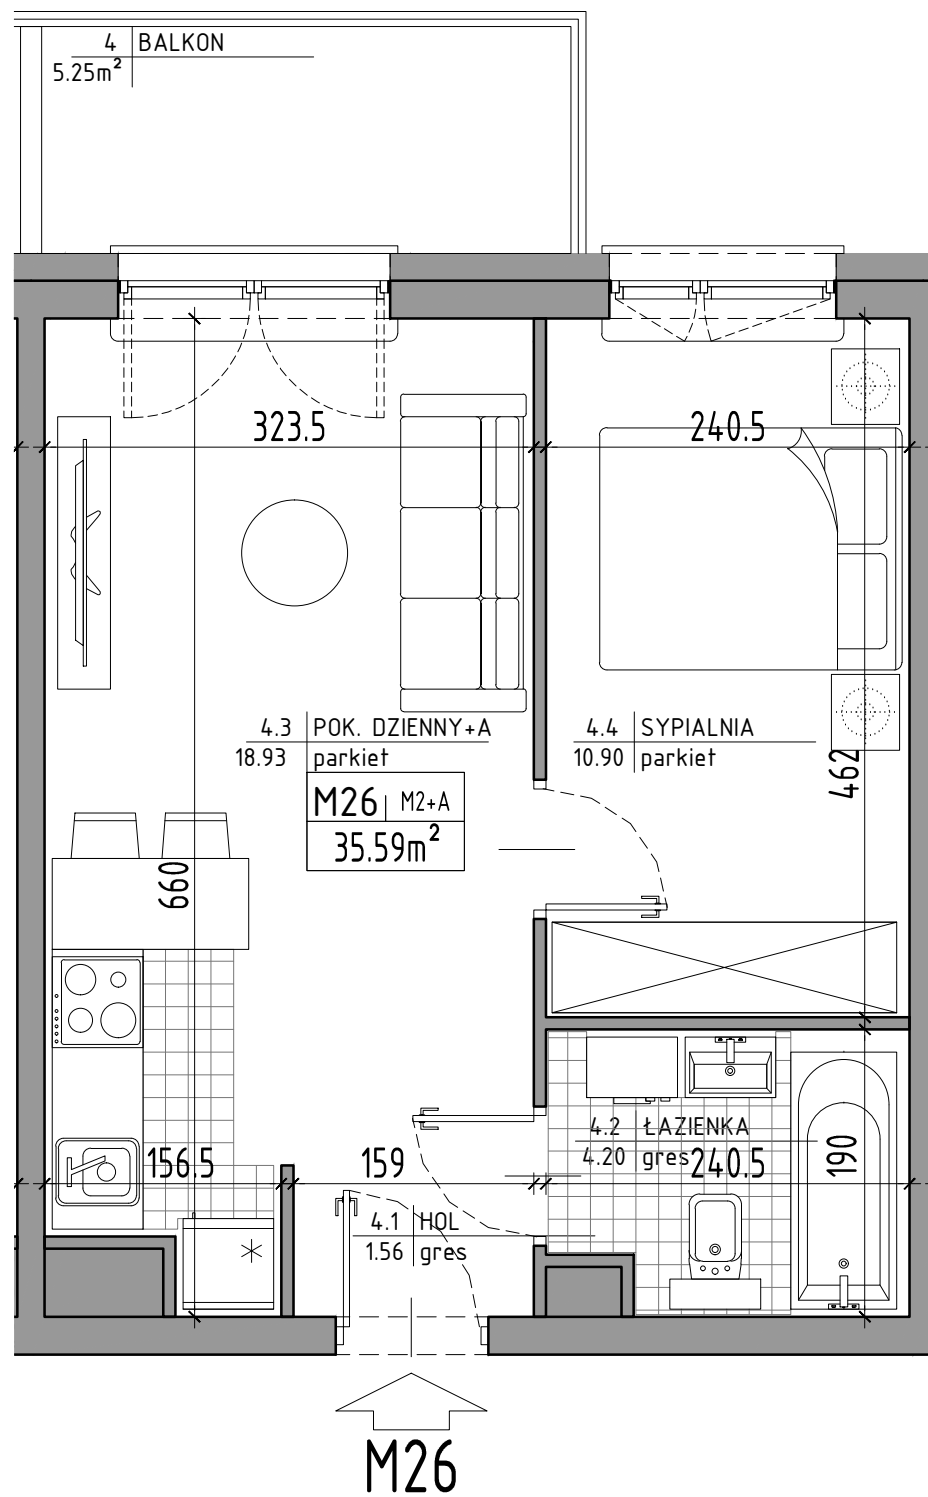 4 BALKON
5.25m²
323.5
240.5
4.3 POK. DZIENNY+A
18.93 parkiet
4.4 SYPIALNIA
10.90 parkiet
462
M26 M2+A
35.59m²
660
4.2 ŁAZIENKA
4.20 gres
156.5
159
240.5
190
4.1 HOL
1.56 gres
M26